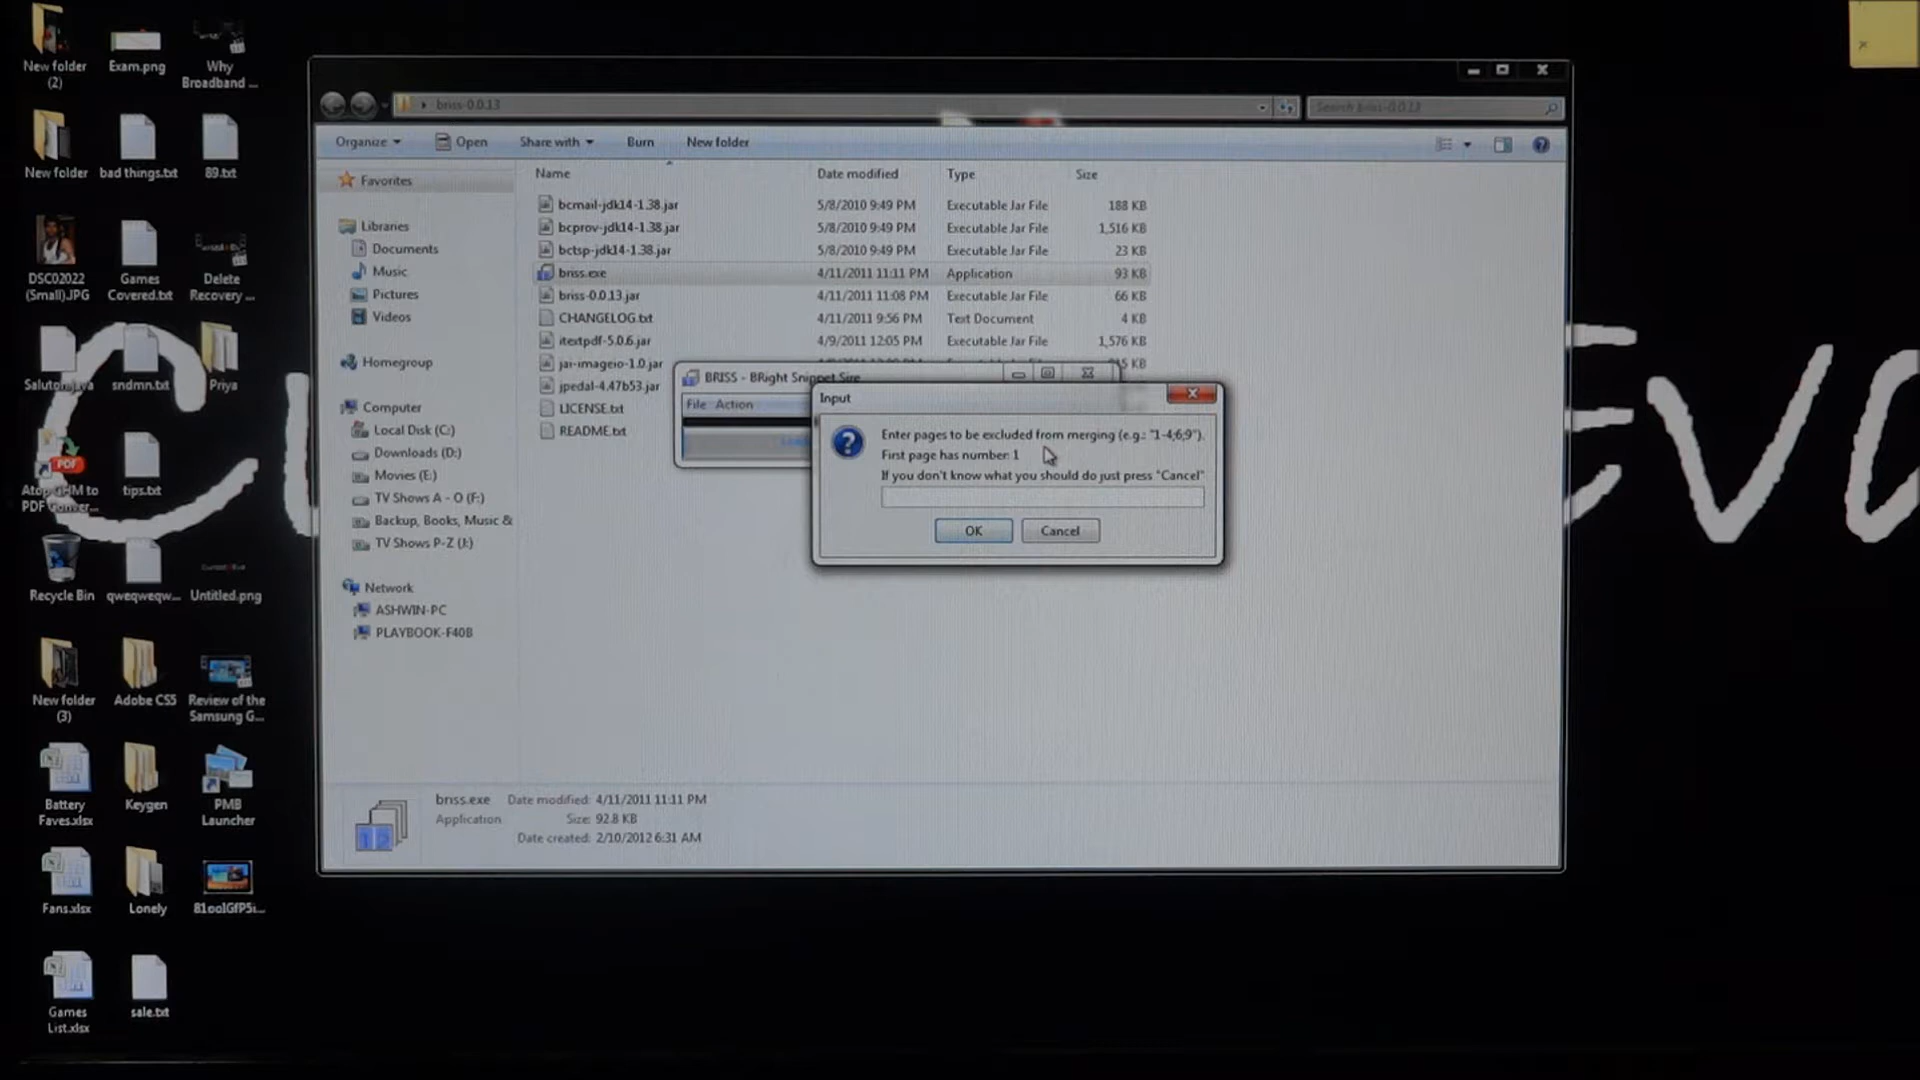 New folder
(2)
Exam.png
Why
Broadband ...
New folder
bad things.txt
89.txt
DSC02022
(Small).JPG
Games
Covered.txt
Delete
Recovery ...
sndmn.txt
Priya
Atop CHM to
PDF Conver...
PDF
tips.txt
Recycle Bin
qweqweqw...
Untitled.png
New folder
(3)
Adobe CS5
Review of the
Samsung G...
Battery
Faves.xlsx
Keygen
PMB
Launcher
Fans.xlsx
Lonely
Games
List.xlsx
sale.txt
briss-0.0.13
Search briss-0.0.13
Organize
Open
Share with
Burn
New folder
Favorites
Libraries
Documents
Music
Pictures
Videos
Homegroup
Computer
Local Disk (C:)
Downloads (D:)
Movies (E:)
TV Shows A - O (F:)
Backup, Books, Music &
TV Shows P-Z (J:)
Network
ASHWIN-PC
PLAYBOOK-F40B
Name Date modified Type Size
bcmail-jdk14-1.38.jar 5/8/2010 9:49 PM Executable Jar File 188 KB
bcprov-jdk14-1.38.jar 5/8/2010 9:49 PM Executable Jar File 1,516 KB
bctsp-jdk14-1.38.jar 5/8/2010 9:49 PM Executable Jar File 23 KB
briss.exe 4/11/2011 11:11 PM Application 93 KB
briss-0.0.13.jar 4/11/2011 11:08 PM Executable Jar File 66 KB
CHANGELOG.txt 4/11/2011 9:56 PM Text Document 4 KB
itextpdf-5.0.6.jar 4/9/2011 12:05 PM Executable Jar File 1,576 KB
jai-imageio-1.0.jar
jpedal-4.47b53.jar
LICENSE.txt
README.txt
BRISS - BRight Snippet Sire
File Action
Input
Enter pages to be excluded from merging (e.g.: "1-4;6;9").
First page has number: 1
If you don't know what you should do just press "Cancel"
OK
Cancel
briss.exe Date modified: 4/11/2011 11:11 PM
Application Size: 92.8 KB
Date created: 2/10/2012 6:31 AM